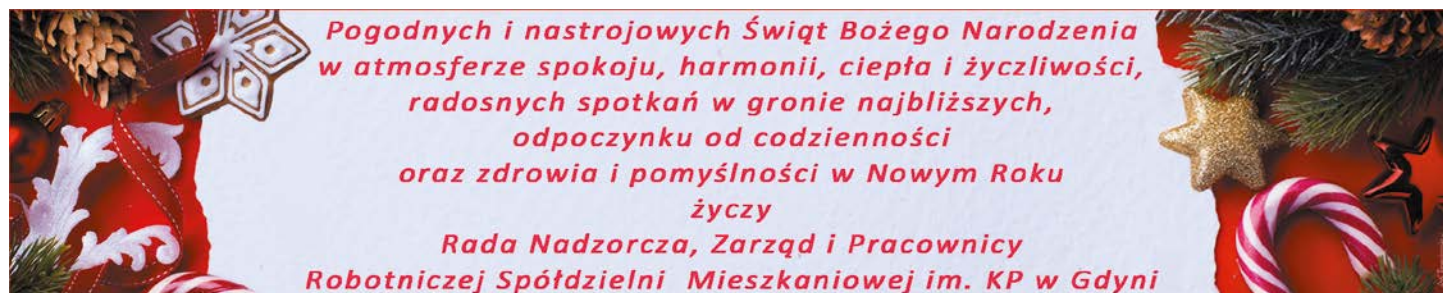 Pogodnych i nastrojowych Świąt Bożego Narodzenia
w atmosferze spokoju, harmonii, ciepła i życzliwości,
radosnych spotkań w gronie najbliższych,
odpoczynku od codzienności
oraz zdrowia i pomyślności w Nowym Roku
życzy
Rada Nadzorcza, Zarząd i Pracownicy
Robotniczej Spółdzielni Mieszkaniowej im. KP w Gdyni